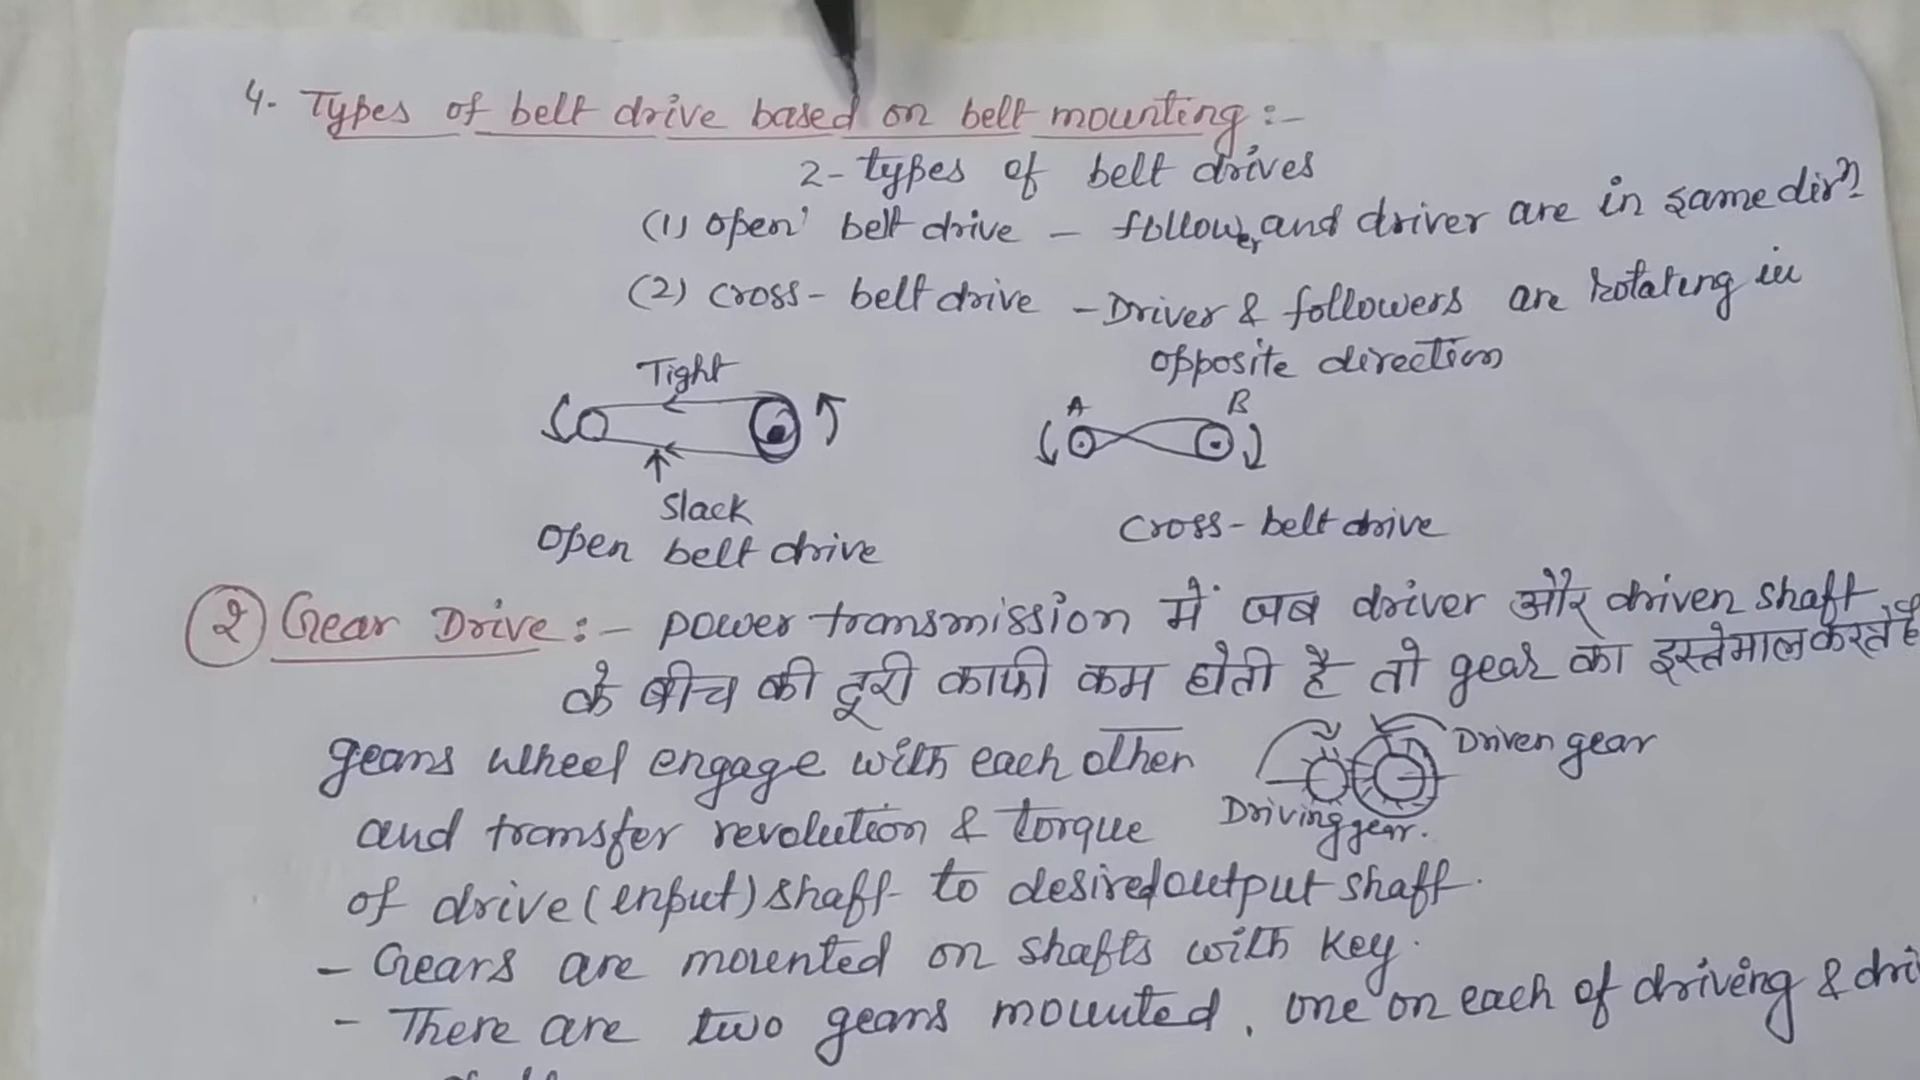 4. Types of belt drive based on belt mounting :-
2- types of belt drives
(1) open belt drive - follower and driver are in same dirn
(2) cross-belt drive - Driver & followers are rotating in
opposite direction
Tight
A B
Slack
open belt drive
cross-belt drive
2 Gear Drive :- power transmission में जब driver और driven shaft
के बीच की दूरी काफी कम होती है तो gear का इस्तेमाल करते हैं
gears wheel engage with each other
Driven gear
and transfer revolution & torque
Driving gear.
of drive (input) shaft to desired output shaft.
- Gears are mounted on shafts with key.
- There are two gears mounted, one on each of driving & dri